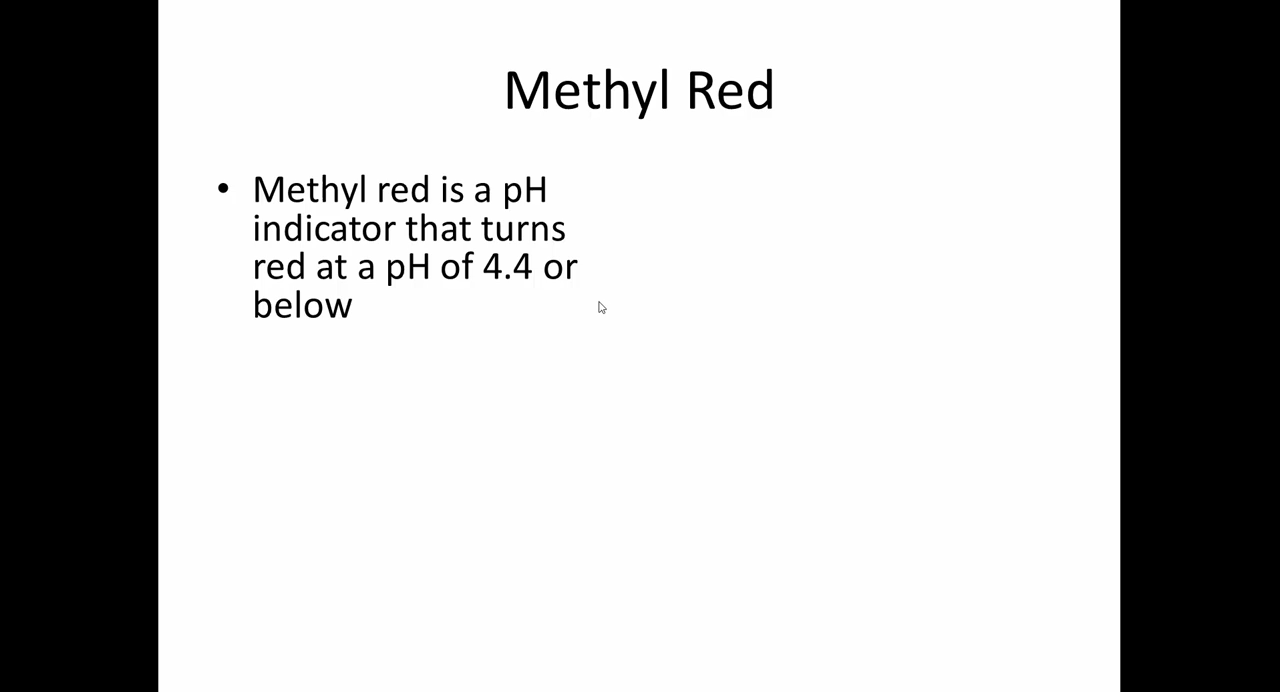 Methyl Red
• Methyl red is a pH
indicator that turns
red at a pH of 4.4 or
below